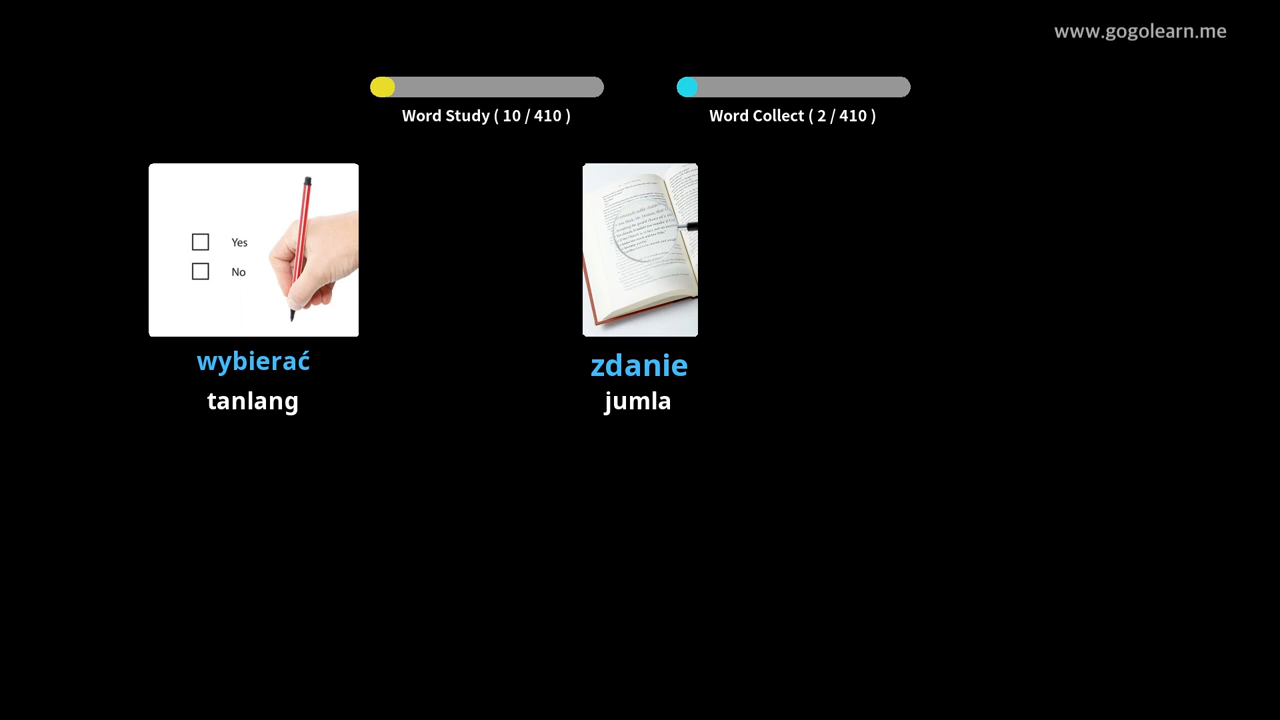 www.gogolearn.me
Word Study ( 10 / 410 )
Word Collect ( 2 / 410 )
Yes
No
wybierać
tanlang
zdanie
jumla